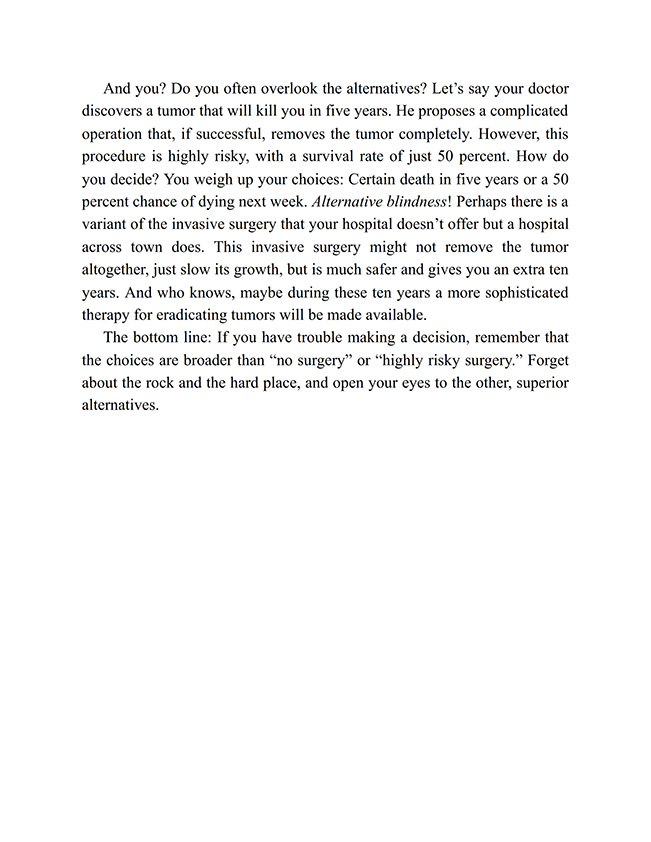 And you? Do you often overlook the alternatives? Let’s say your doctor
discovers a tumor that will kill you in five years. He proposes a complicated
operation that, if successful, removes the tumor completely. However, this
procedure is highly risky, with a survival rate of just 50 percent. How do
you decide? You weigh up your choices: Certain death in five years or a 50
percent chance of dying next week. Alternative blindness! Perhaps there is a
variant of the invasive surgery that your hospital doesn’t offer but a hospital
across town does. This invasive surgery might not remove the tumor
altogether, just slow its growth, but is much safer and gives you an extra ten
years. And who knows, maybe during these ten years a more sophisticated
therapy for eradicating tumors will be made available.
The bottom line: If you have trouble making a decision, remember that
the choices are broader than “no surgery” or “highly risky surgery.” Forget
about the rock and the hard place, and open your eyes to the other, superior
alternatives.